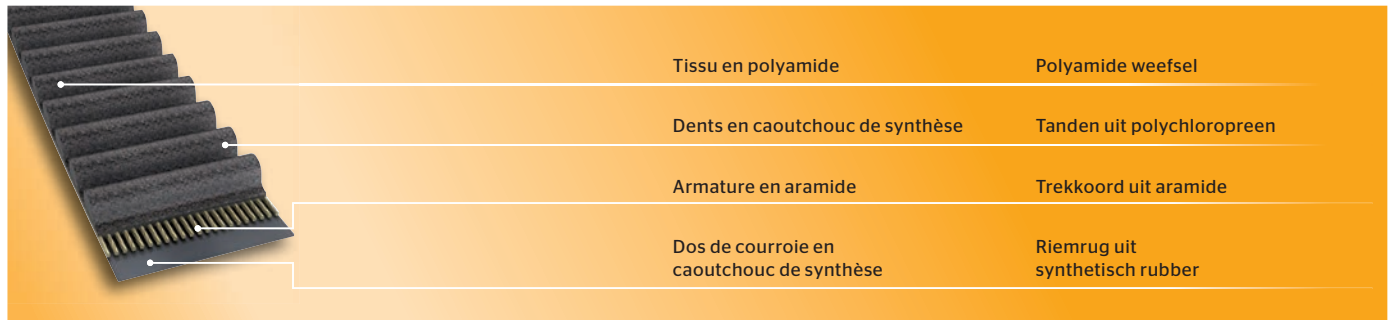 Tissu en polyamide
Polyamide weefsel
Dents en caoutchouc de synthèse
Tanden uit polychloropreen
Armature en aramide
Trekkoord uit aramide
Dos de courroie en
caoutchouc de synthèse
Riemrug uit
synthetisch rubber